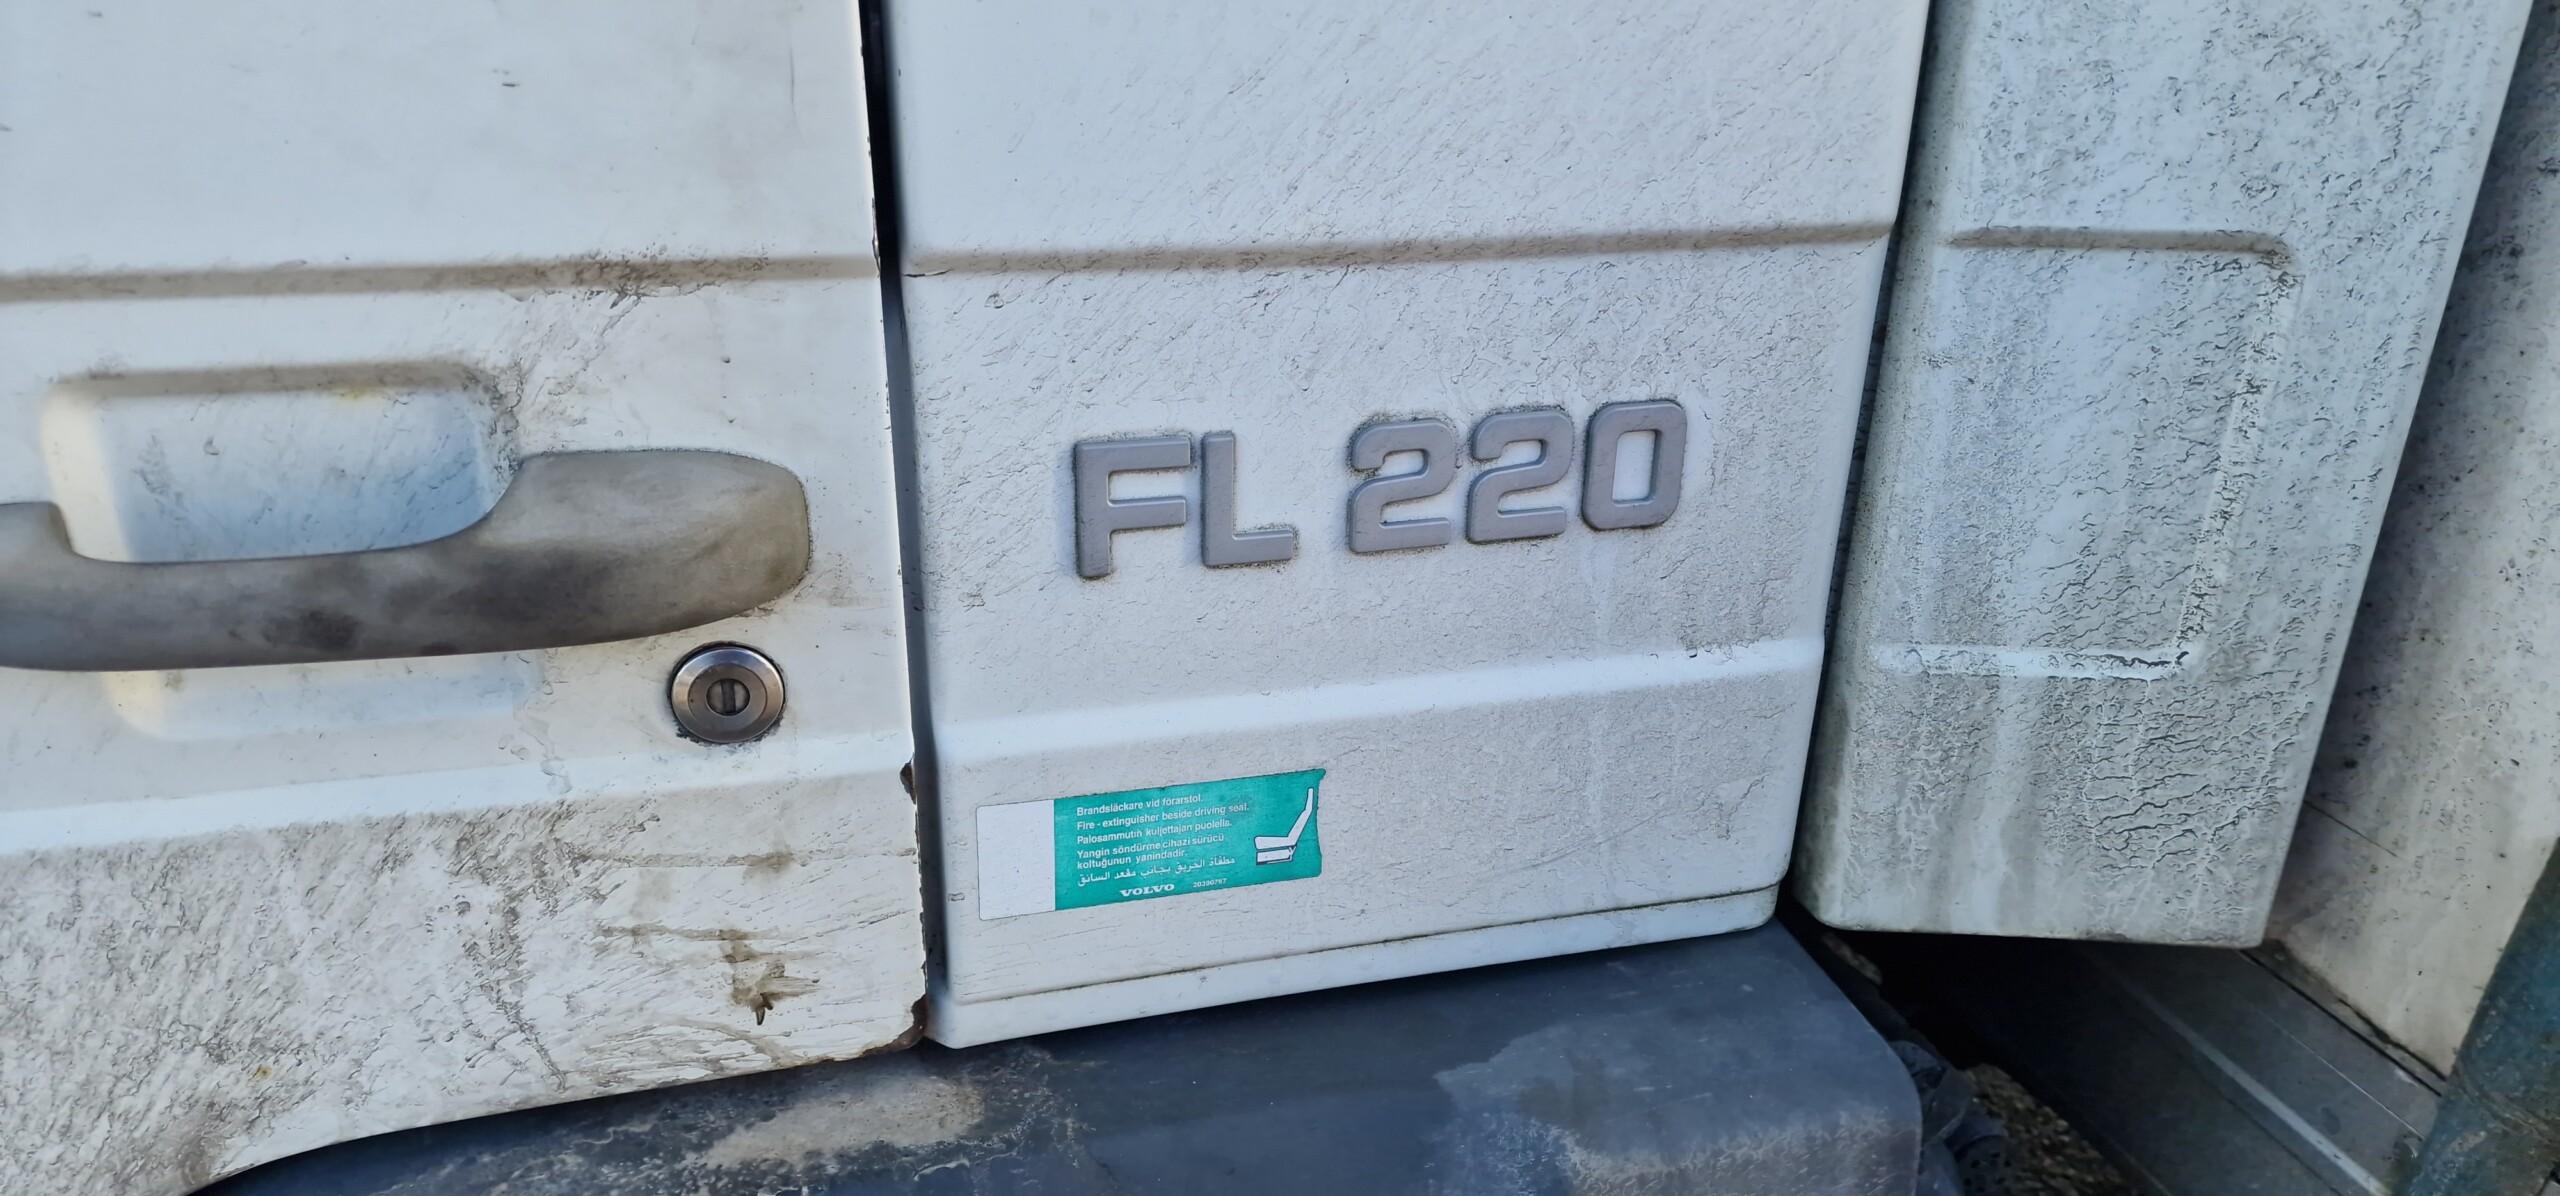 FL 220
Brandsläckare vid förarstol.
Fire - extinguisher beside driving seat.
Palosammutin kuljettajan puolella.
Yangin söndürme cihazi sürücü
koltuğunun yanindadir.
مطفأة الحريق بجانب مقعد السائق
VOLVO 20390767